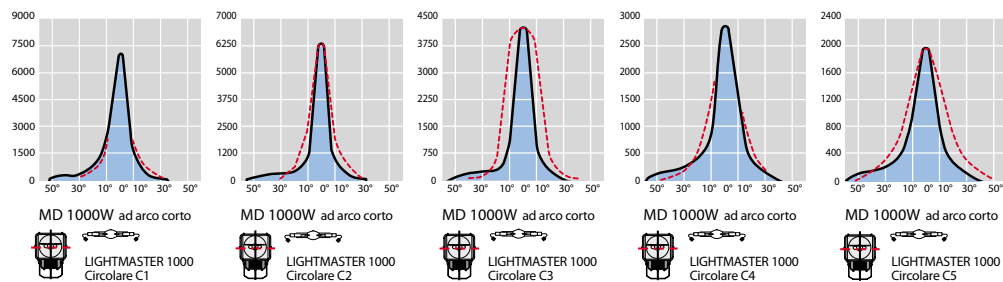 9000 7000 4500 3000 2400
7500 6250 3750 2500 2000
6000 6000 3000 2000 1600
4500 5750 2250 1500 1200
3000 2500 1500 1000 800
1500 1200 750 500 400
0 0 0 0 0
50° 30° 10° 0° 10° 30° 50° 50° 30° 10° 0° 10° 30° 50° 50° 30° 10° 0° 10° 30° 50° 50° 30° 10° 0° 10° 30° 50° 50° 30° 10° 0° 10° 30° 50°
MD 1000W ad arco corto
LIGHTMASTER 1000
Circolare C1
MD 1000W ad arco corto
LIGHTMASTER 1000
Circolare C2
MD 1000W ad arco corto
LIGHTMASTER 1000
Circolare C3
MD 1000W ad arco corto
LIGHTMASTER 1000
Circolare C4
MD 1000W ad arco corto
LIGHTMASTER 1000
Circolare C5